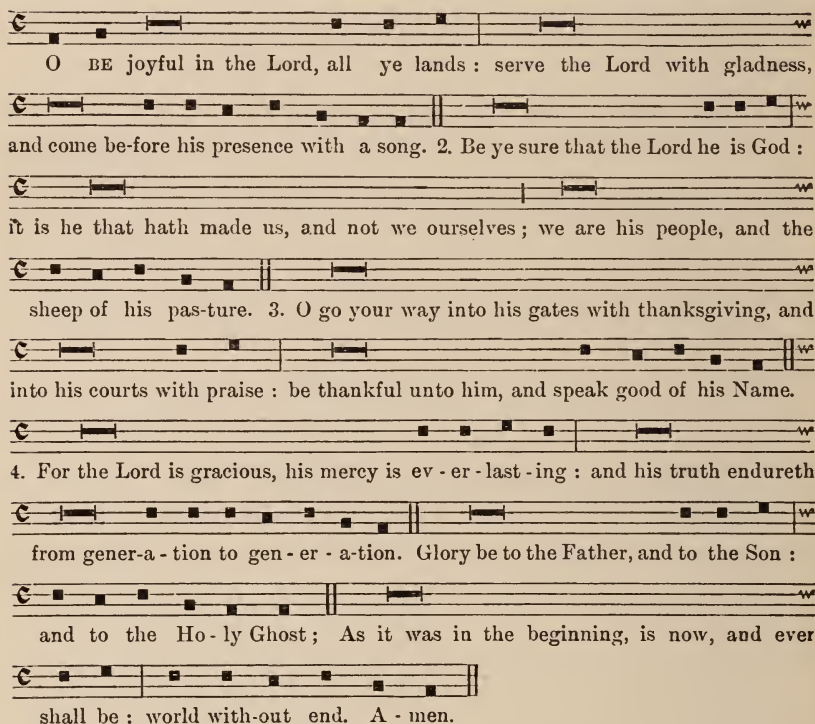 O BE joyful in the Lord, all ye lands : serve the Lord with gladness,
and come be-fore his presence with a song. 2. Be ye sure that the Lord he is God :
it is he that hath made us, and not we ourselves ; we are his people, and the
sheep of his pas-ture. 3. O go your way into his gates with thanksgiving, and
into his courts with praise : be thankful unto him, and speak good of his Name.
4. For the Lord is gracious, his mercy is ev - er - last - ing : and his truth endureth
from gener-a - tion to gen - er - a-tion. Glory be to the Father, and to the Son :
and to the Ho - ly Ghost ; As it was in the beginning, is now, and ever
shall be : world with-out end. A - men.